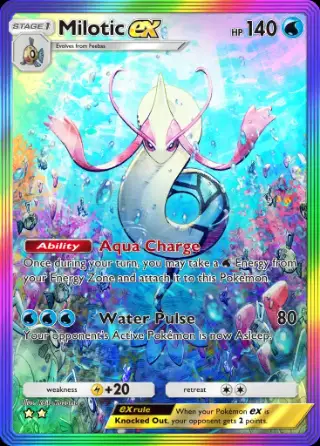 STAGE 1 Milotic ex HP 140
Evolves from Feebas
Ability Aqua Charge
Once during your turn, you may take a Energy from
your Energy Zone and attach it to this Pokémon.
Water Pulse 80
Your opponent's Active Pokémon is now Asleep.
weakness +20 retreat
Illus.
ex rule When your Pokémon ex is
Knocked Out, your opponent gets 2 points.